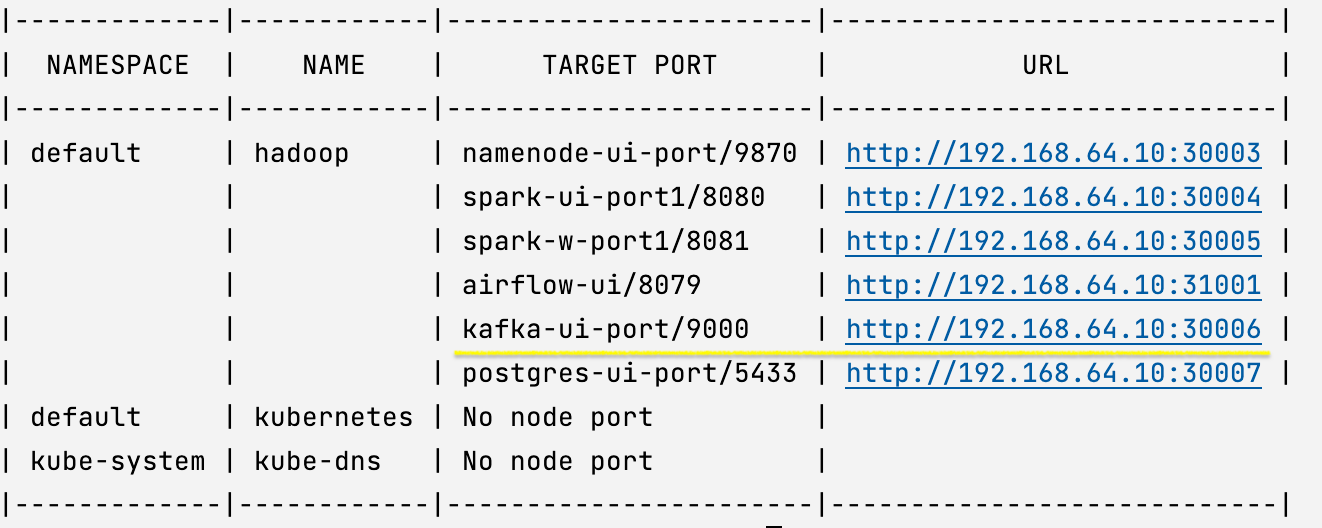 |-------------|------------|-----------------------|------------------------------|
|  NAMESPACE  |    NAME    |      TARGET PORT      |            URL             |
|-------------|------------|-----------------------|------------------------------|
| default     | hadoop     | namenode-ui-port/9870 | http://192.168.64.10:30003 |
|             |            | spark-ui-port1/8080   | http://192.168.64.10:30004 |
|             |            | spark-w-port1/8081    | http://192.168.64.10:30005 |
|             |            | airflow-ui/8079       | http://192.168.64.10:31001 |
|             |            | kafka-ui-port/9000    | http://192.168.64.10:30006 |
|             |            | postgres-ui-port/5433 | http://192.168.64.10:30007 |
| default     | kubernetes | No node port          |
| kube-system | kube-dns   | No node port          |
|-------------|------------|-----------------------|------------------------------|